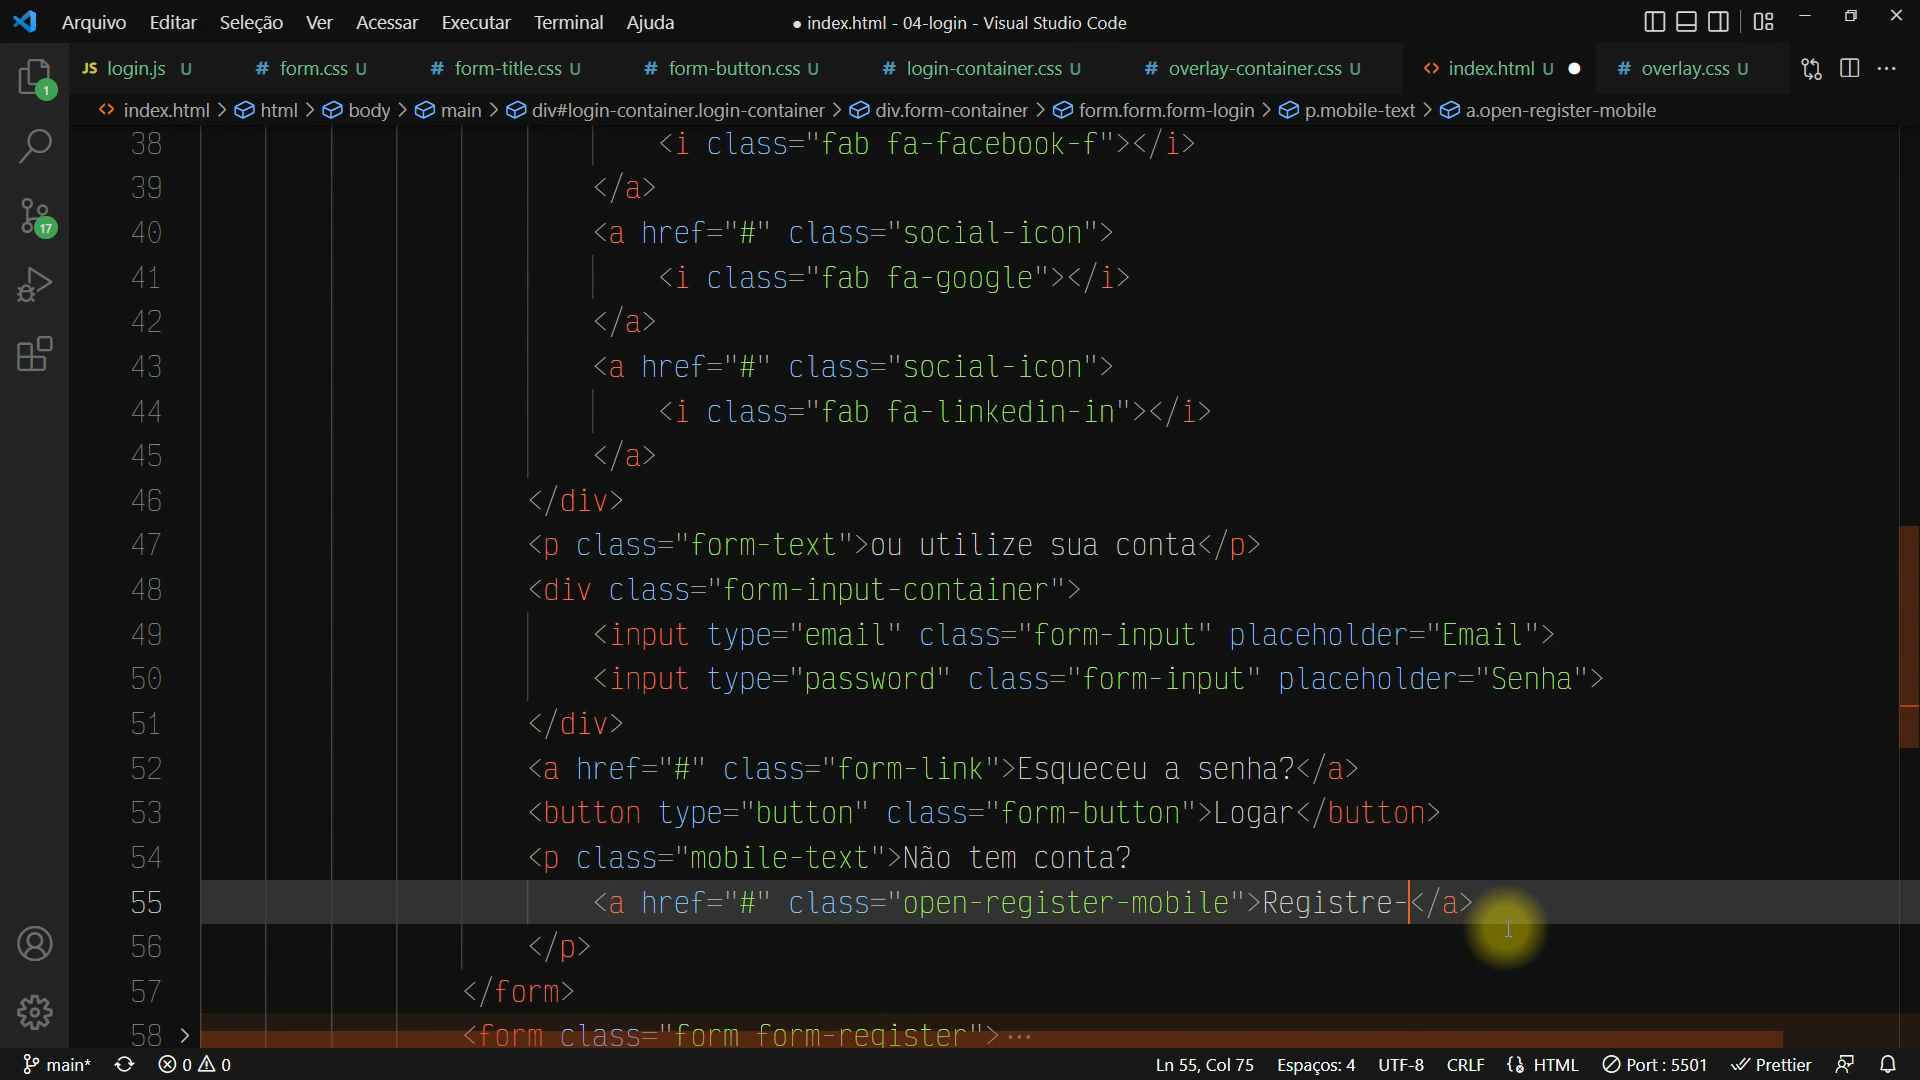 Arquivo Editar Seleção Ver Acessar Executar Terminal Ajuda
● index.html - 04-login - Visual Studio Code
JS login.js U # form.css U # form-title.css U # form-button.css U # login-container.css U # overlay-container.css U <> index.html U ● # overlay.css U
<> index.html > html > body > main > div#login-container.login-container > div.form-container > form.form.form-login > p.mobile-text > a.open-register-mobile
1
17
38 <i class="fab fa-facebook-f"></i>
39 </a>
40 <a href="#" class="social-icon">
41 <i class="fab fa-google"></i>
42 </a>
43 <a href="#" class="social-icon">
44 <i class="fab fa-linkedin-in"></i>
45 </a>
46 </div>
47 <p class="form-text">ou utilize sua conta</p>
48 <div class="form-input-container">
49 <input type="email" class="form-input" placeholder="Email">
50 <input type="password" class="form-input" placeholder="Senha">
51 </div>
52 <a href="#" class="form-link">Esqueceu a senha?</a>
53 <button type="button" class="form-button">Logar</button>
54 <p class="mobile-text">Não tem conta?
55 <a href="#" class="open-register-mobile">Registre-</a>
56 </p>
57 </form>
58 > <form class="form form-register">⋯
main* 0 0 Ln 55, Col 75 Espaços: 4 UTF-8 CRLF {} HTML Port : 5501 Prettier